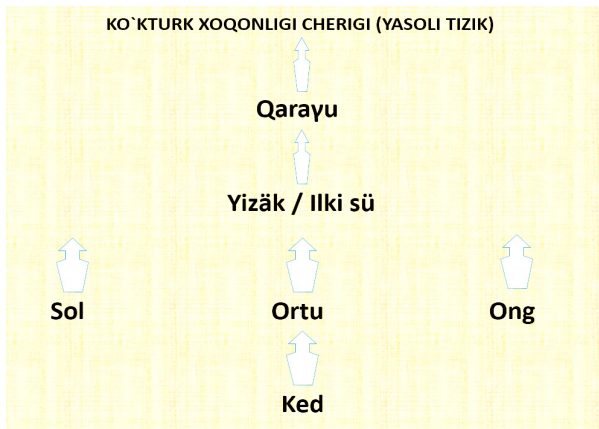 KO`KTURK XOQONLIGI CHERIGI (YASOLI TIZIK)
Qaraγu
Yizäk / Ilki sü
Sol Ortu Ong
Ked